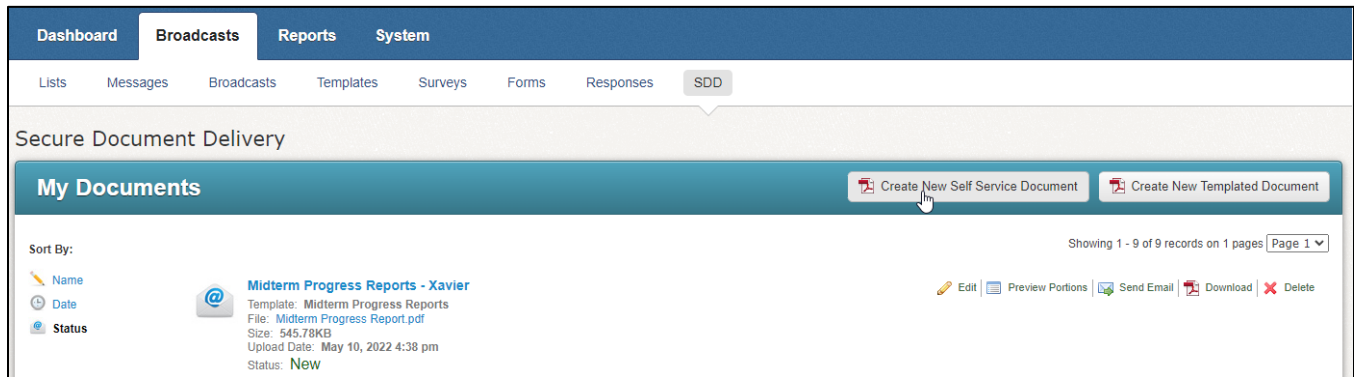 Dashboard Broadcasts Reports System
Lists Messages Broadcasts Templates Surveys Forms Responses SDD
Secure Document Delivery
My Documents Create New Self Service Document Create New Templated Document
Showing 1 - 9 of 9 records on 1 pages Page 1
Sort By:
Name
Date
Status
Midterm Progress Reports - Xavier
Template: Midterm Progress Reports
File: Midterm Progress Report.pdf
Size: 545.78KB
Upload Date: May 10, 2022 4:38 pm
Status: New
Edit Preview Portions Send Email Download Delete